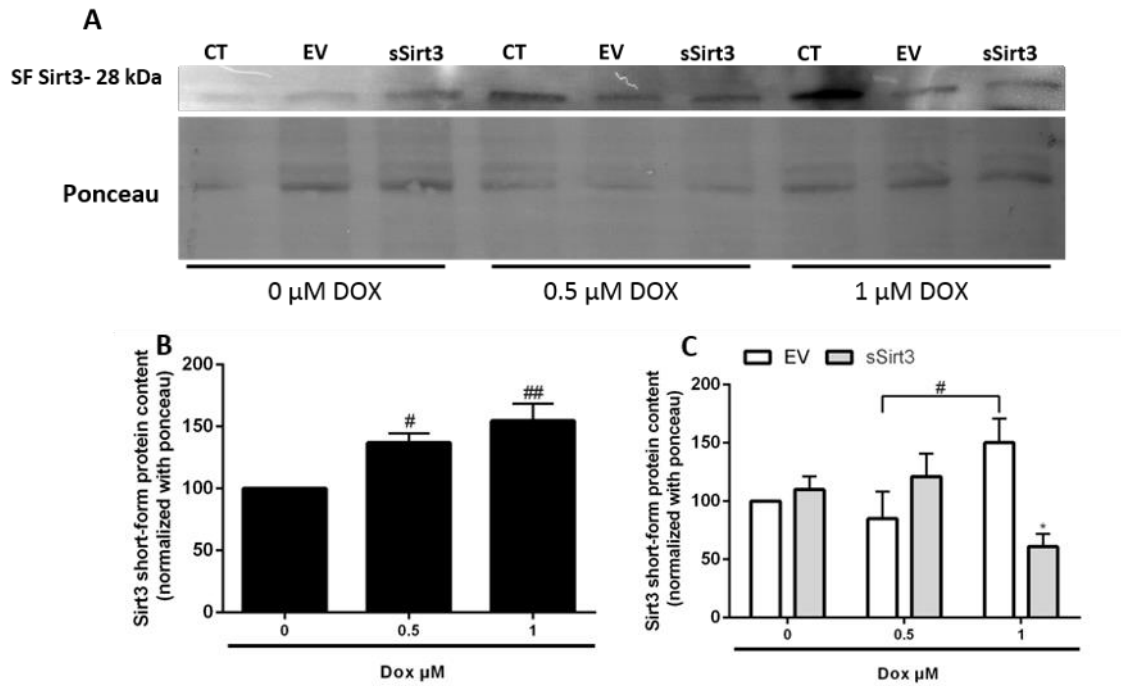 A
CT EV sSirt3 CT EV sSirt3 CT EV sSirt3
SF Sirt3- 28 kDa
Ponceau
0 µM DOX 0.5 µM DOX 1 µM DOX
B
Sirt3 short-form protein content
(normalized with ponceau)
200
150
100
50
0
# ##
0 0.5 1
Dox µM
C
EV sSirt3
Sirt3 short-form protein content
(normalized with ponceau)
200
150
100
50
0
#
*
0 0.5 1
Dox µM